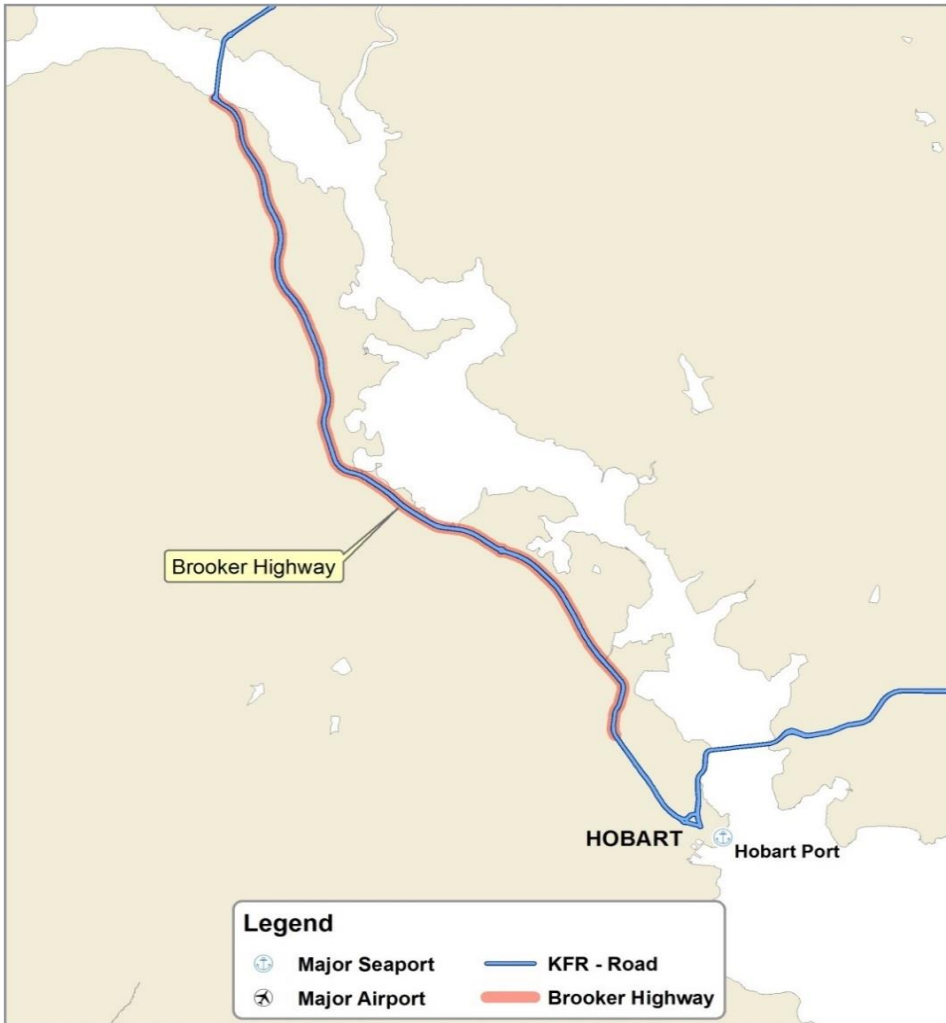 Brooker Highway
HOBART
Hobart Port
Legend
Major Seaport
KFR - Road
Major Airport
Brooker Highway